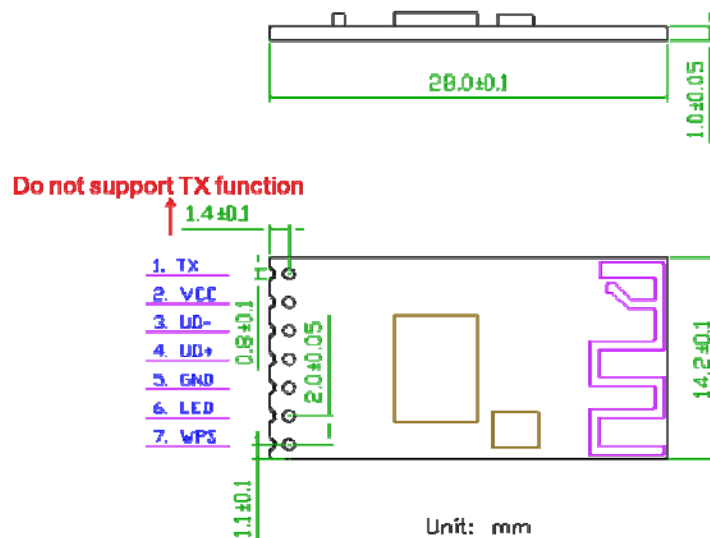 28.0±0.1
1.0±0.05
Do not support TX function
1.4±0.1
1. TX
2. VCC
3. UD-
4. UD+
5. GND
6. LED
7. WPS
0.8±0.1
2.0±0.05
14.2±0.1
1.1±0.1
Unit: mm